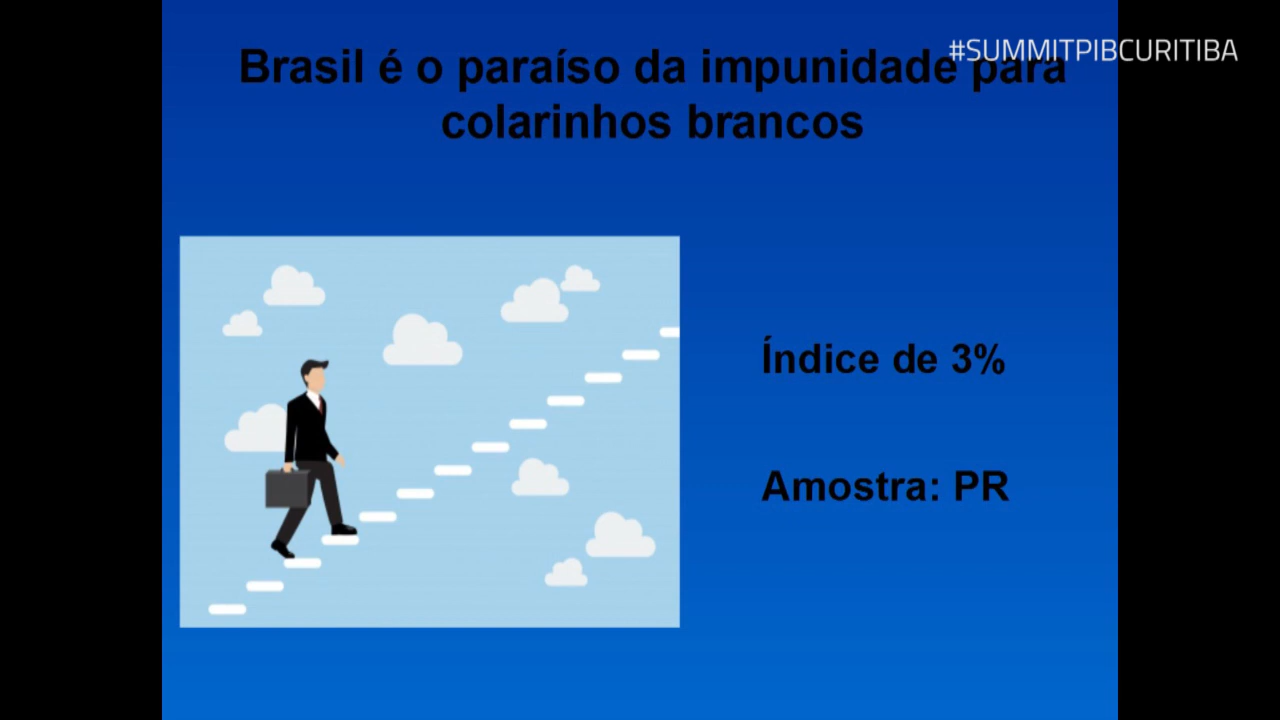 #SUMMITPIBCURITIBA
Brasil é o paraíso da impunidade para
colarinhos brancos
Índice de 3%
Amostra: PR